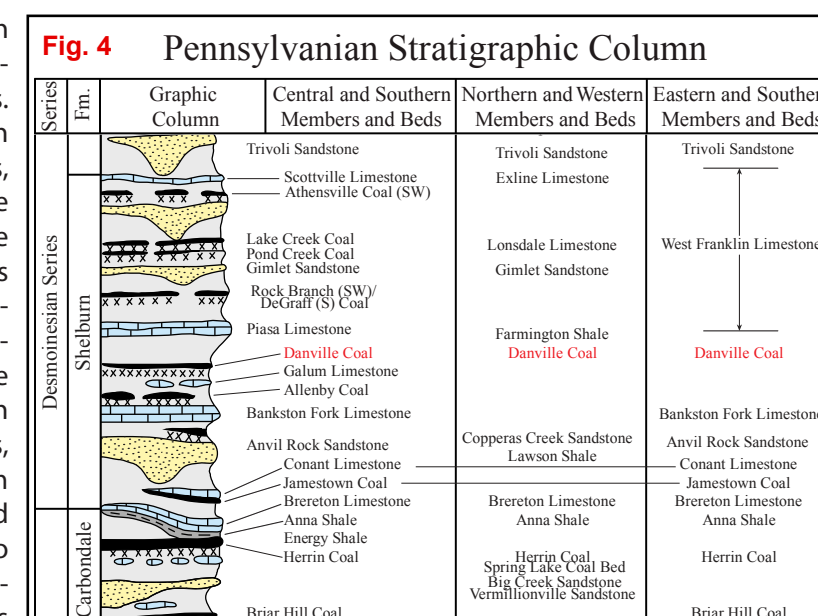 Fig. 4
Pennsylvanian Stratigraphic Column
Series
Fm.
Graphic
Column
Central and Southern
Members and Beds
Northern and Western
Members and Beds
Eastern and Souther
Members and Beds
Desmoinesian Series
Shelburn
Carbondale
Trivoli Sandstone
Scottville Limestone
Athensville Coal (SW)
Lake Creek Coal
Pond Creek Coal
Gimlet Sandstone
Rock Branch (SW)/
DeGraff (S) Coal
Piasa Limestone
Danville Coal
Galum Limestone
Allenby Coal
Bankston Fork Limestone
Anvil Rock Sandstone
Conant Limestone
Jamestown Coal
Brereton Limestone
Anna Shale
Energy Shale
Herrin Coal
Briar Hill Coal
Trivoli Sandstone
Exline Limestone
Lonsdale Limestone
Gimlet Sandstone
Farmington Shale
Danville Coal
Copperas Creek Sandstone
Lawson Shale
Brereton Limestone
Anna Shale
Herrin Coal
Spring Lake Coal Bed
Big Creek Sandstone
Vermillionville Sandstone
Trivoli Sandstone
West Franklin Limestone
Danville Coal
Bankston Fork Limestone
Anvil Rock Sandstone
Conant Limestone
Jamestown Coal
Brereton Limestone
Anna Shale
Herrin Coal
Briar Hill Coal